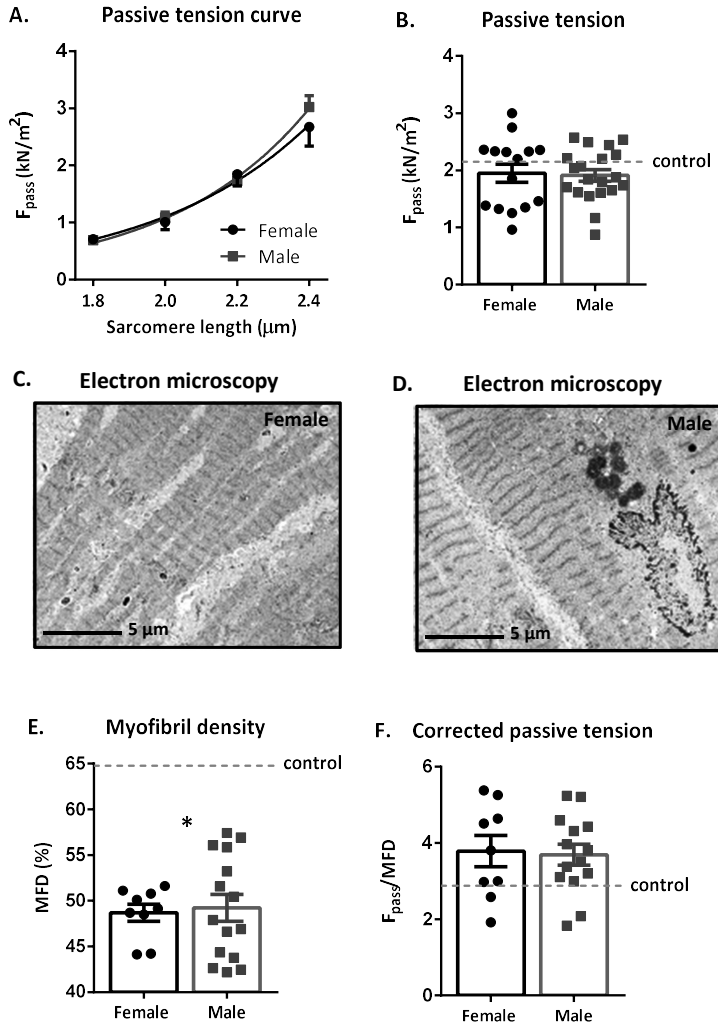 A. Passive tension curve
4
3
2
1
0
F_pass (kN/m²)
Female
Male
1.8 2.0 2.2 2.4
Sarcomere length (μm)
B. Passive tension
4
3
2
1
0
F_pass (kN/m²)
control
Female Male
C. Electron microscopy
Female
5 μm
D. Electron microscopy
Male
5 μm
E. Myofibril density
65
60
55
50
45
40
MFD (%)
control
*
Female Male
F. Corrected passive tension
6
4
2
0
F_pass/MFD
control
Female Male